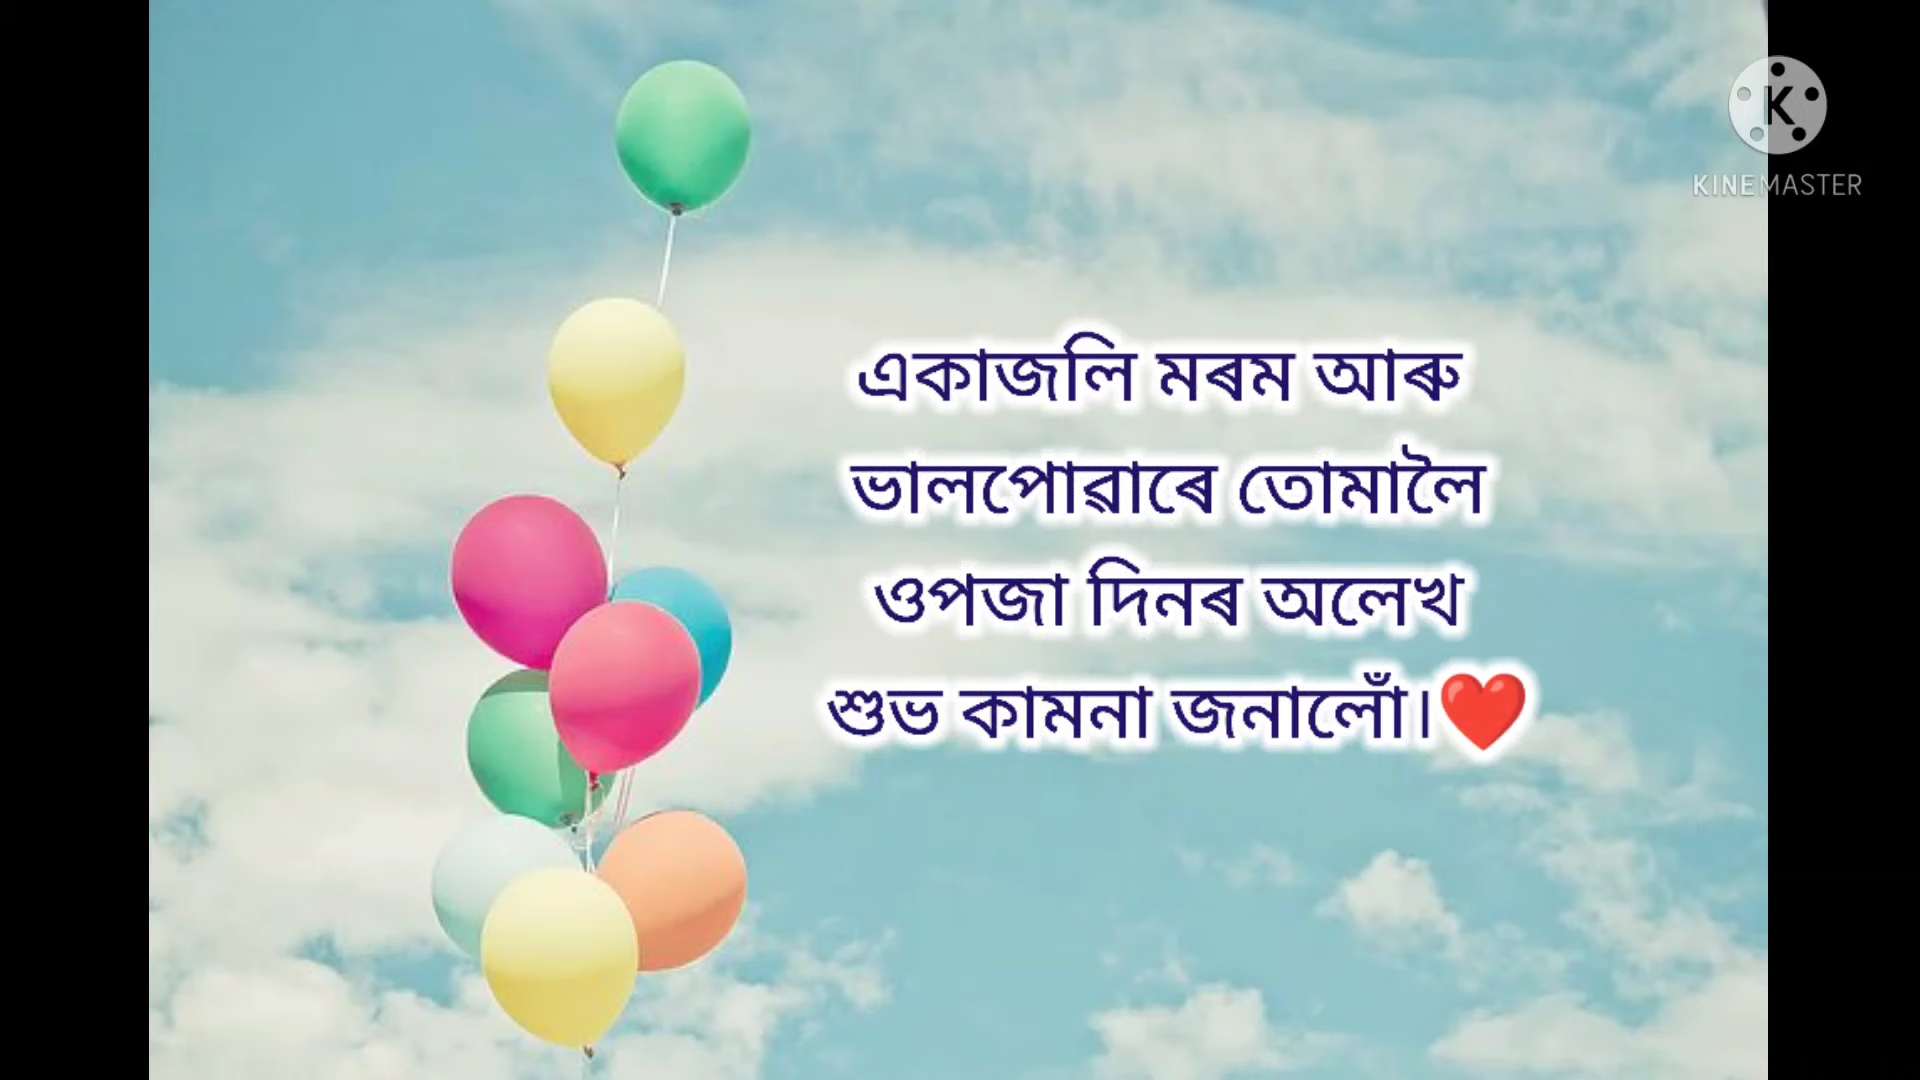 একাজলি মৰম আৰু
ভালপোৱাৰে তোমালৈ
ওপজা দিনৰ অলেখ
শুভ কামনা জনালোঁ।❤️
K
KINEMASTER